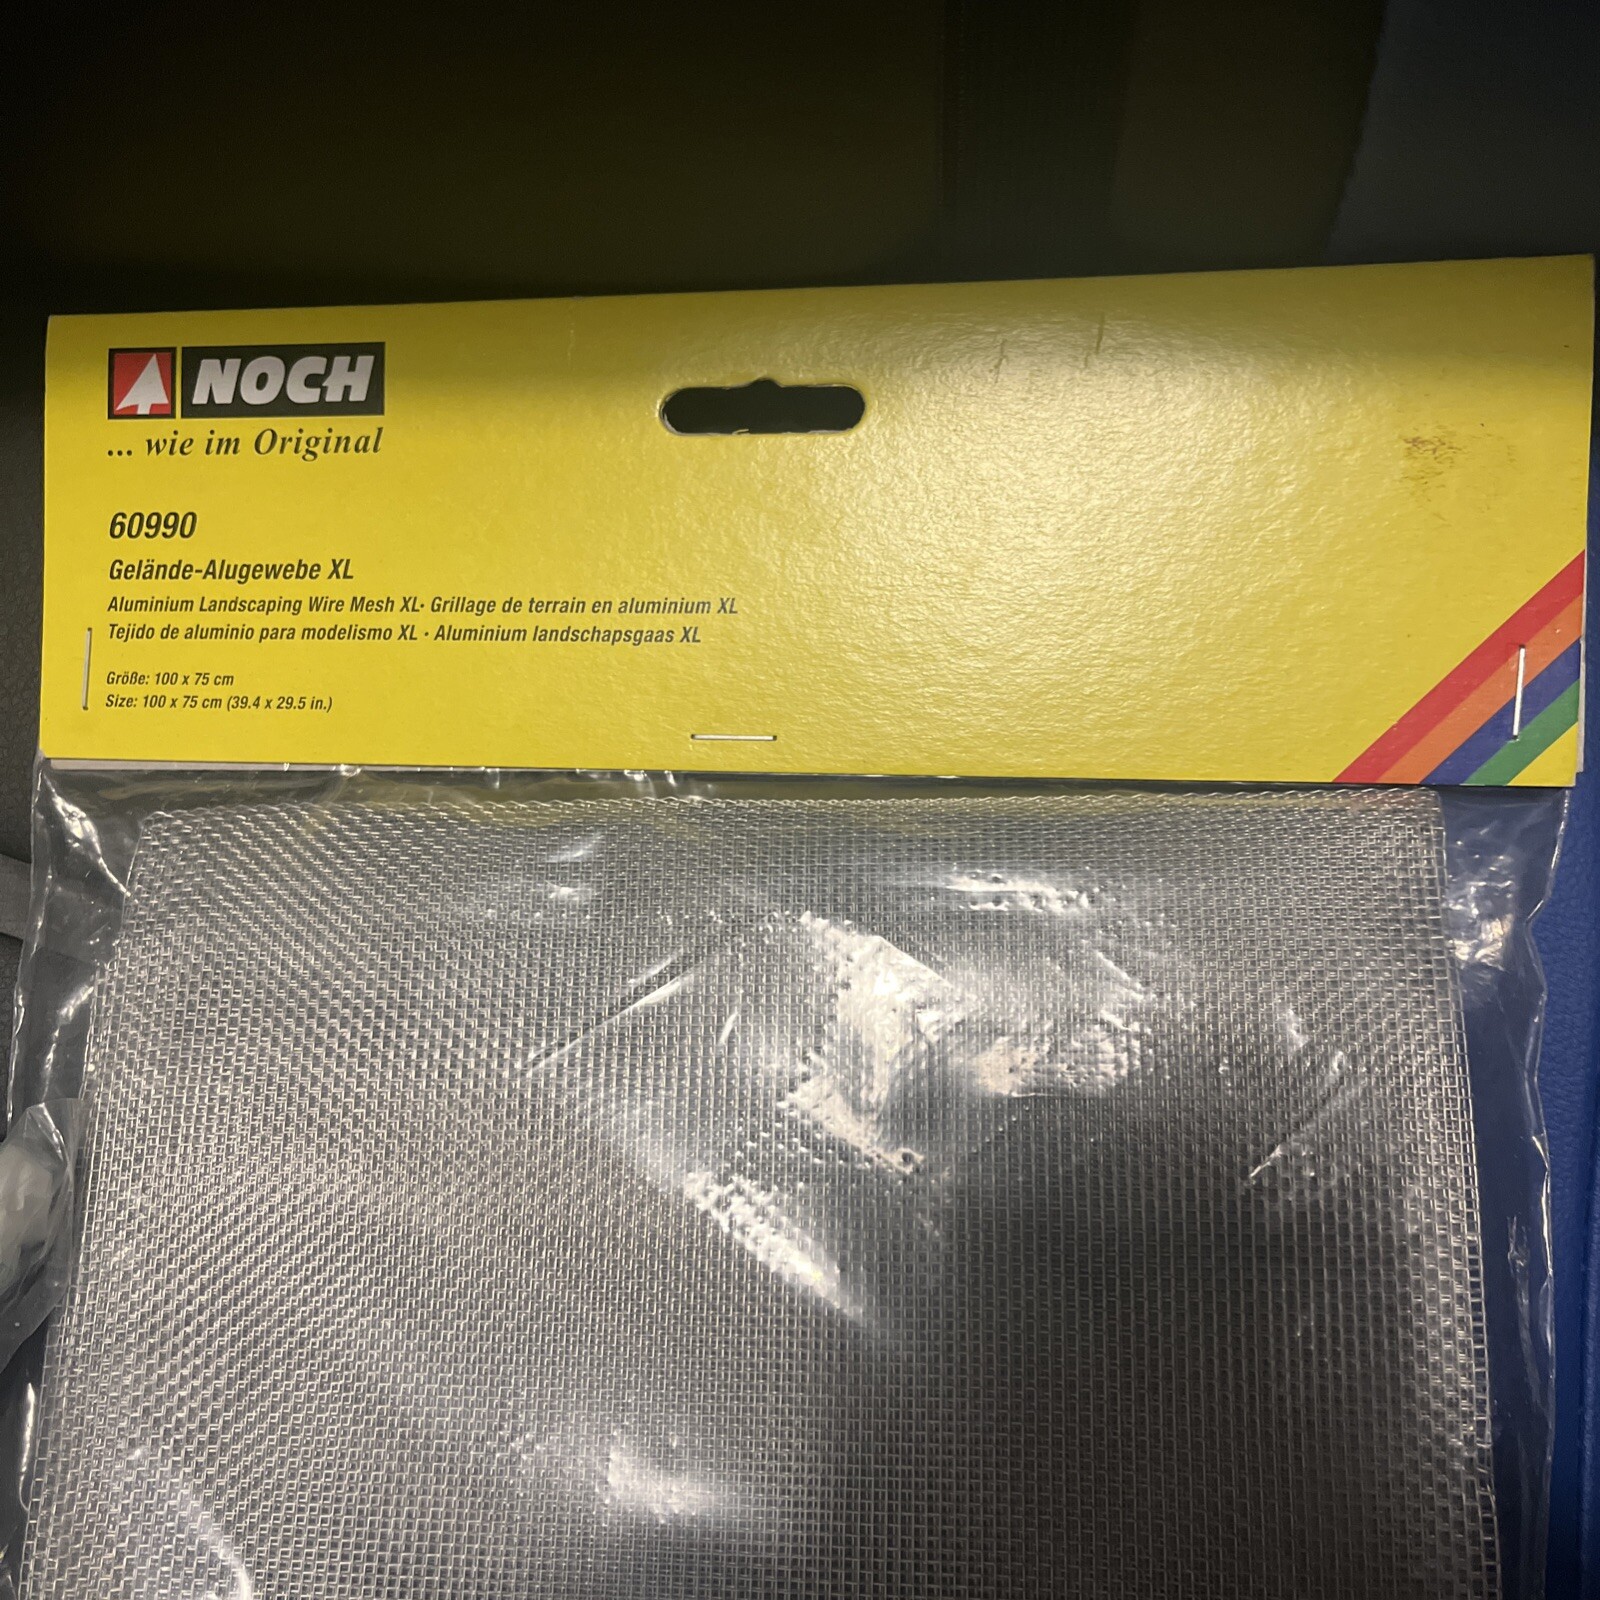 NOCH
... wie im Original
60990
Gelände-Alugewebe XL
Aluminium Landscaping Wire Mesh XL· Grillage de terrain en aluminium XL
Tejido de aluminio para modelismo XL · Aluminium landschapsgaas XL
Größe: 100 x 75 cm
Size: 100 x 75 cm (39.4 x 29.5 in.)